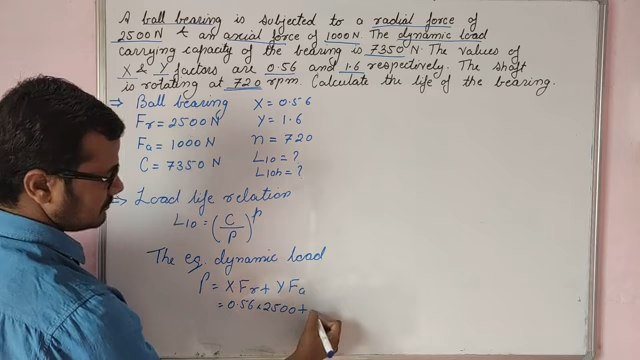 A ball bearing is subjected to a radial force of
2500 N & an axial force of 1000 N The dynamic load
carrying capacity of the bearing is 7350 N. The values of
X & Y factors are 0.56 and 1.6 respectively. The shaft
is rotating at 720 rpm. Calculate the life of the bearing.
⇒ Ball bearing X = 0.56
Fr = 2500 N Y = 1.6
Fa = 1000 N n = 720
C = 7350 N L10 = ?
L10h = ?
⇒ Load life relation
L10 = (C/P)^p
The eq. dynamic load
P = X Fr + Y Fa
= 0.56 × 2500 +